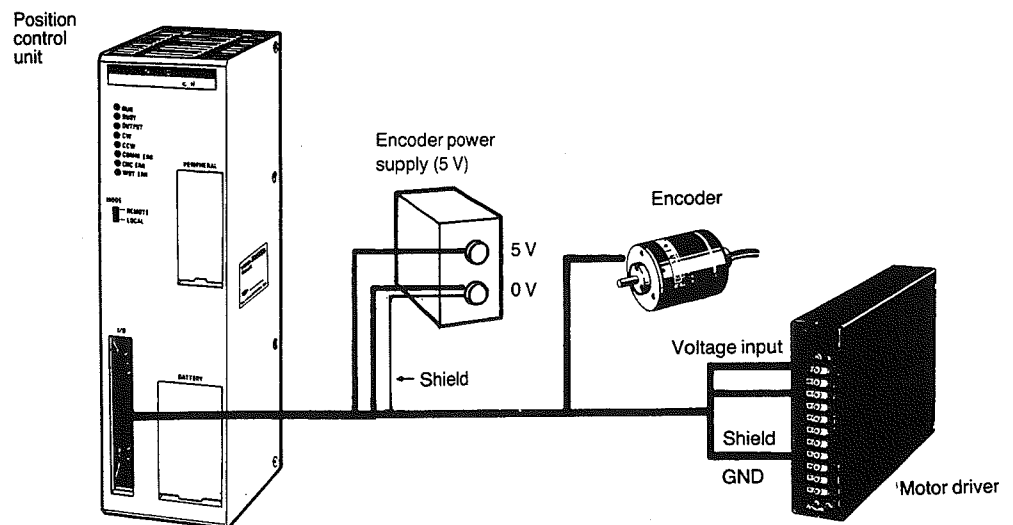 Position
control
unit
RUN
BUSY
OUTPUT
CW
CCW
PERIPHERAL
MODE
REMOTE
LOCAL
I/O
BATTERY
Encoder power
supply (5 V)
5 V
0 V
Shield
Encoder
Voltage input
Shield
GND
Motor driver